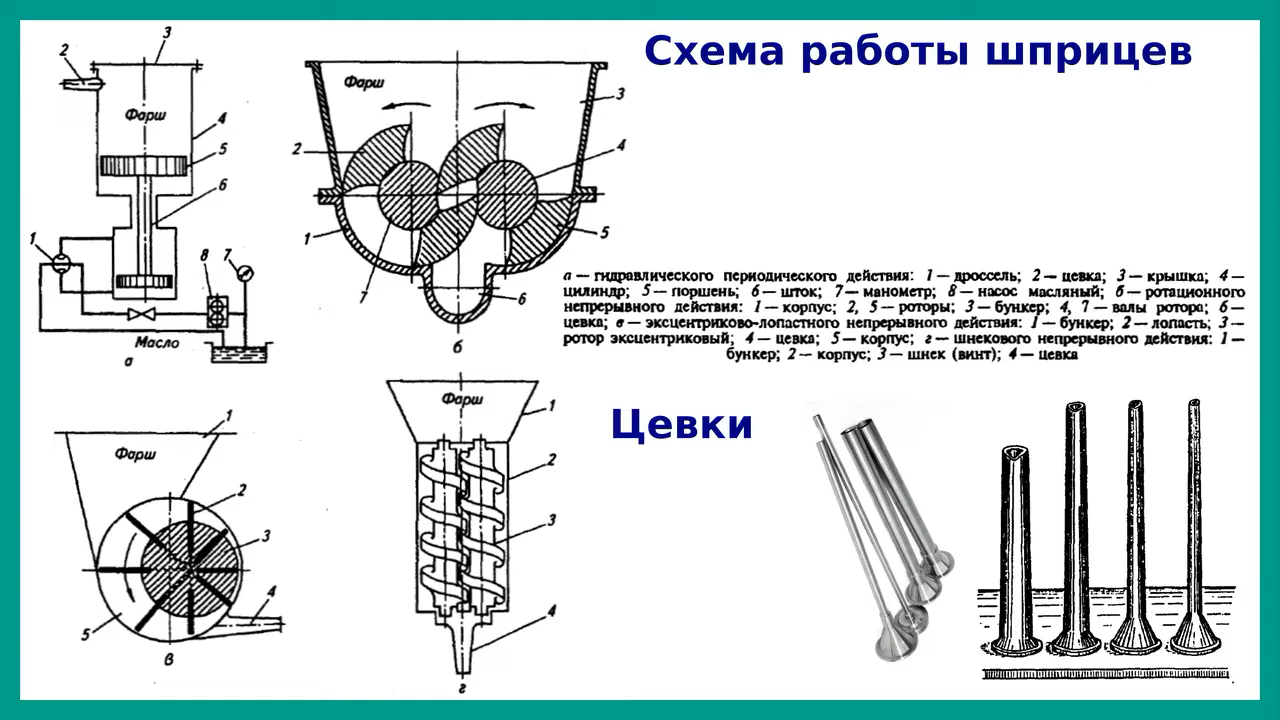 Схема работы шприцев
3
2
Фарш
4
5
6
1
8
7
Масло
а
Фарш
3
2
4
1
5
7
6
б
а — гидравлического периодического действия: 1 — дроссель; 2 — цевка; 3 — крышка; 4 —
цилиндр; 5 — поршень; 6 — шток; 7 — манометр; 8 — насос масляный; б — ротационного
непрерывного действия: 1 — корпус; 2, 5 — роторы; 3 — бункер; 4, 7 — валы ротора; 6 —
цевка; в — эксцентриково-лопастного непрерывного действия: 1 — бункер; 2 — лопасть; 3 —
ротор эксцентриковый; 4 — цевка; 5 — корпус; г — шнекового непрерывного действия: 1 —
бункер; 2 — корпус; 3 — шнек (винт); 4 — цевка
1
Фарш
2
3
4
5
в
Фарш
1
2
3
4
г
Цевки